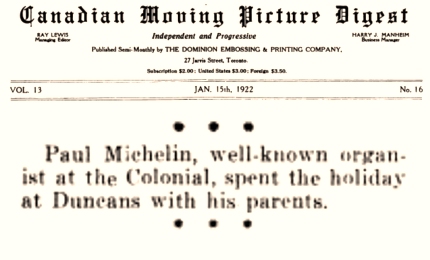 Canadian Moving Picture Digest
RAY LEWIS
Managing Editor
Independent and Progressive
HARRY J. MANHEIM
Business Manager
Published Semi-Monthly by THE DOMINION EMBOSSING & PRINTING COMPANY,
27 Jarvis Street, Toronto.
Subscription $2.00; United States $3.00; Foreign $3.50.
VOL. 13 JAN. 15th, 1922 No. 16
• • •
Paul Michelin, well-known organ-
ist at the Colonial, spent the holiday
at Duncans with his parents.
• • •